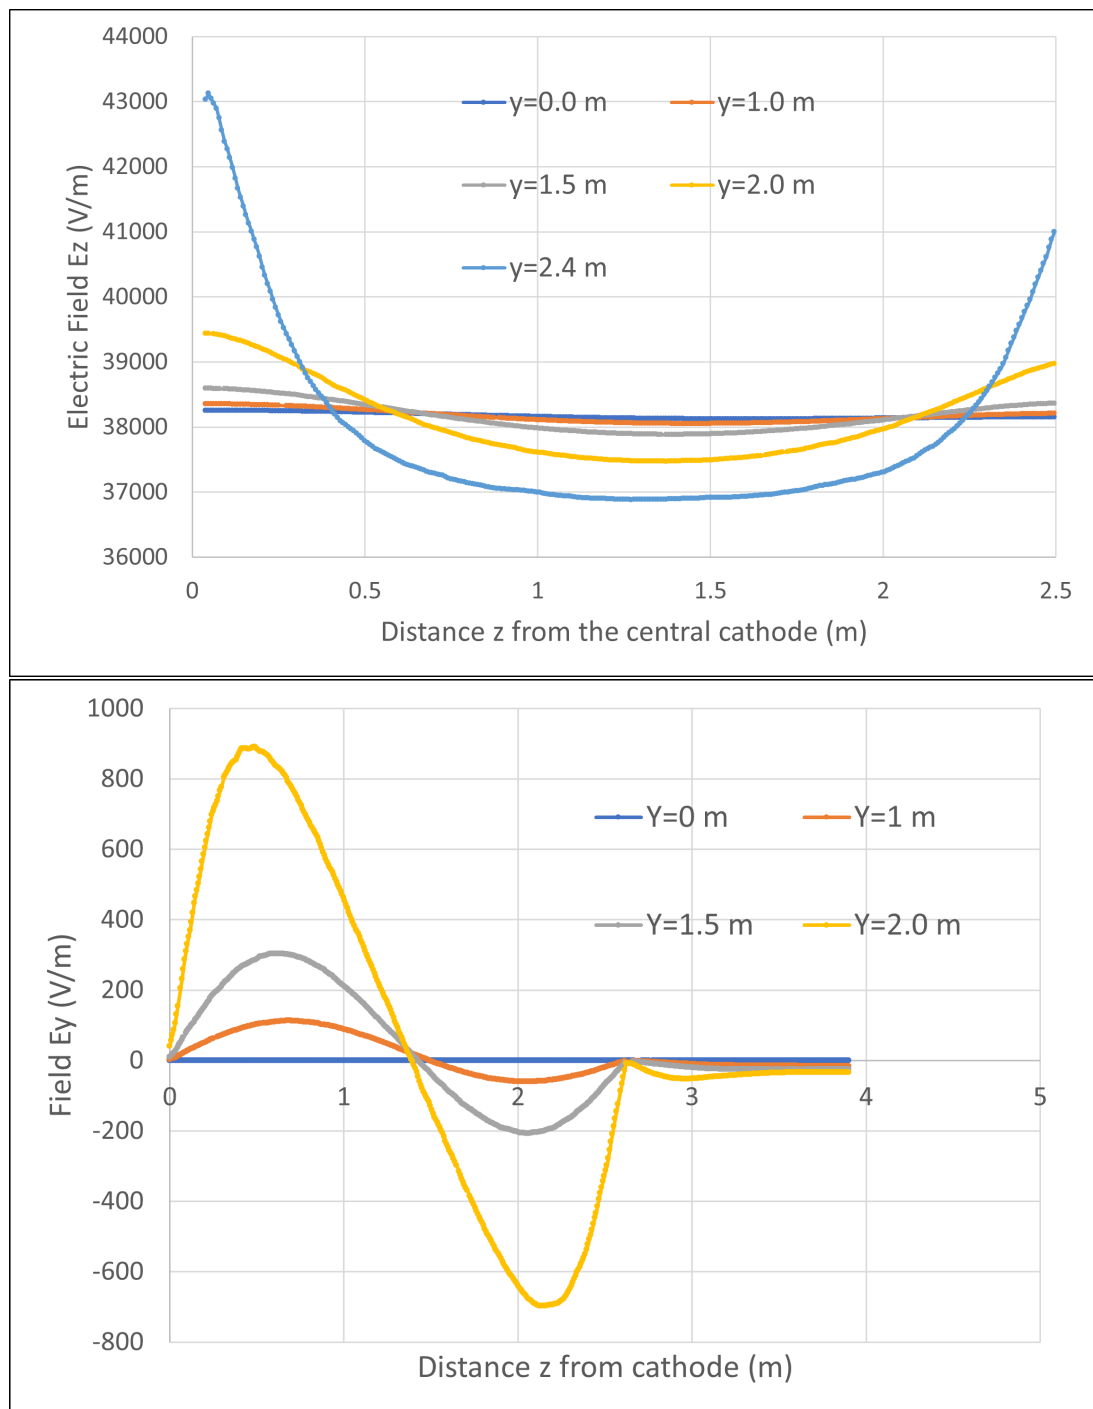 44000
43000
42000
41000
40000
39000
38000
37000
36000
Electric Field Ez (V/m)
y=0.0 m
y=1.0 m
y=1.5 m
y=2.0 m
y=2.4 m
0
0.5
1
1.5
2
2.5
Distance z from the central cathode (m)
1000
800
600
400
200
0
-200
-400
-600
-800
Field Ey (V/m)
Y=0 m
Y=1 m
Y=1.5 m
Y=2.0 m
0
1
2
3
4
5
Distance z from cathode (m)